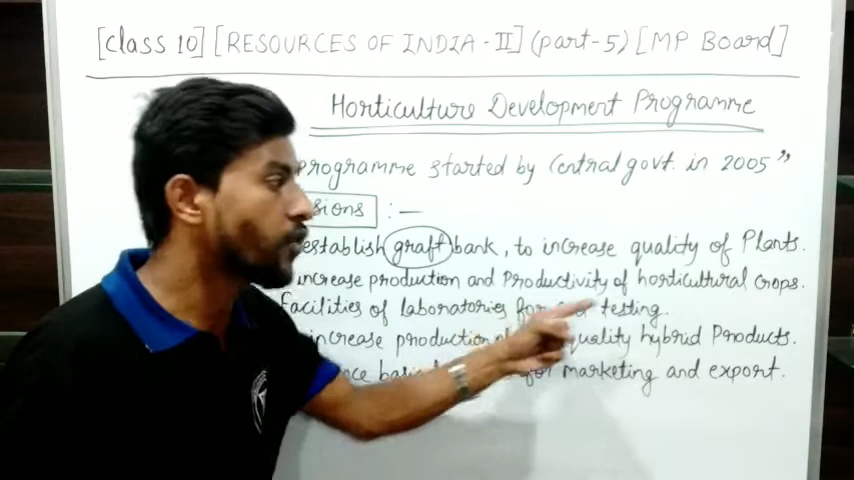 [Class 10] [RESOURCES OF INDIA - II] (part-5) [MP Board]
Horticulture Development Programme
programme started by Central govt. in 2005”
sions :—
establish graft bank, to increase quality of Plants.
increase production and Productivity of horticultural Crops.
Facilities of laboratories for testing.
increase production quality hybrid Products.
for marketing and export.